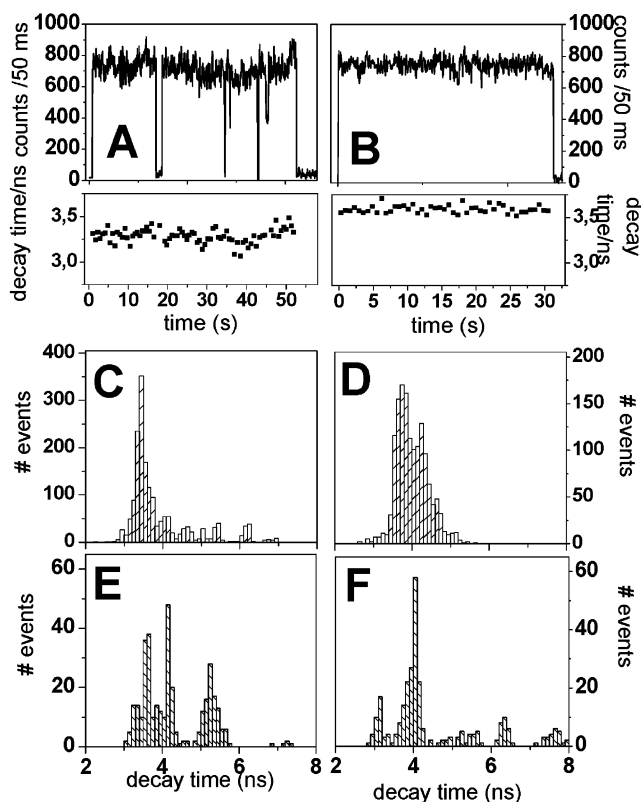 1000
800
600
400
200
0
counts /50 ms
A
1000
800
600
400
200
0
counts /50 ms
B
3,5
3,0
decay time/ns
0 10 20 30 40 50
time (s)
3,5
3,0
decay
time/ns
0 5 10 15 20 25 30
time (s)
400
300
200
100
0
# events
C
200
150
100
50
0
# events
D
60
40
20
0
# events
E
2 4 6 8
decay time (ns)
60
40
20
0
# events
F
2 4 6 8
decay time (ns)